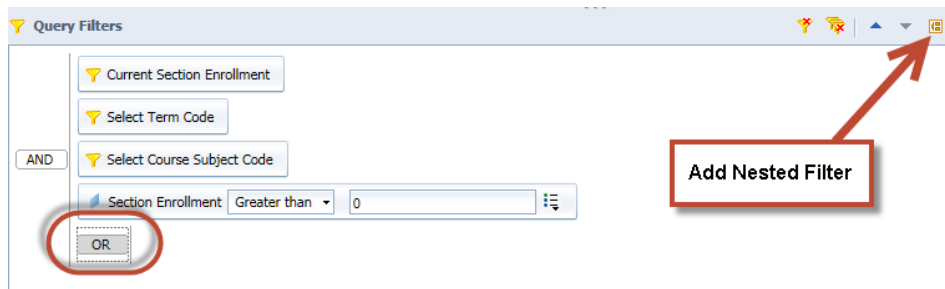 Query Filters
Current Section Enrollment
Select Term Code
AND
Select Course Subject Code
Add Nested Filter
Section Enrollment Greater than 0
OR